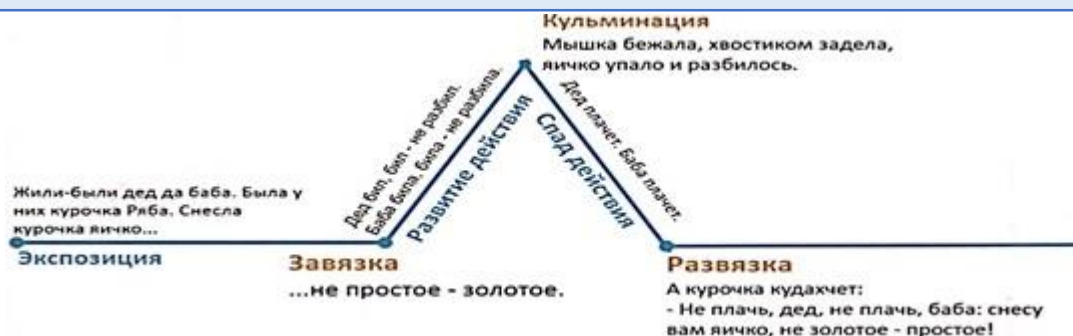 Кульминация
Мышка бежала, хвостиком задела,
яичко упало и разбилось.
Дед бил, бил - не разбил.
Баба била, била - не разбила.
Развитие действия
Спад действия
Дед плачет. Баба плачет.
Жили-были дед да баба. Была у
них курочка Ряба. Снесла
курочка яичко...
Экспозиция
Завязка
...не простое - золотое.
Развязка
А курочка кудахчет:
- Не плачь, дед, не плачь, баба: снесу
вам яичко, не золотое - простое!